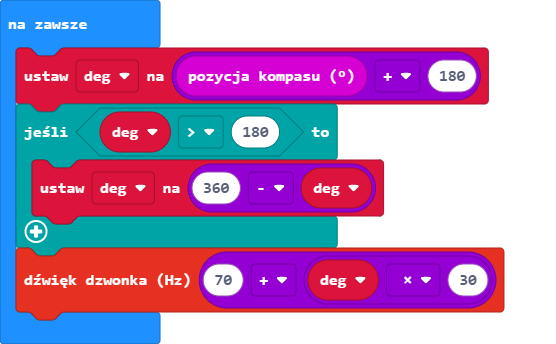 na zawsze
ustaw deg na pozycja kompasu (º) + 180
jeśli deg > 180 to
ustaw deg na 360 - deg
dźwięk dzwonka (Hz) 70 + deg × 30